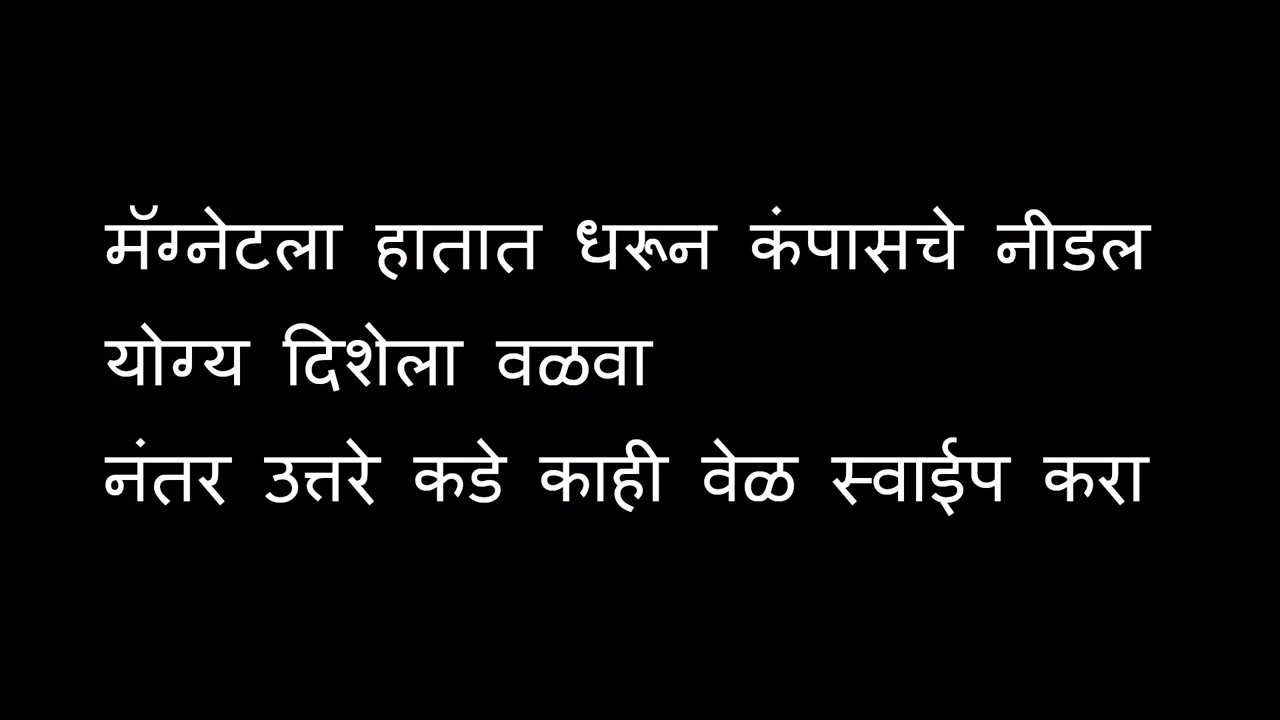 मॅग्नेटला हातात धरून कंपासचे नीडल
योग्य दिशेला वळवा
नंतर उत्तरे कडे काही वेळ स्वाईप करा